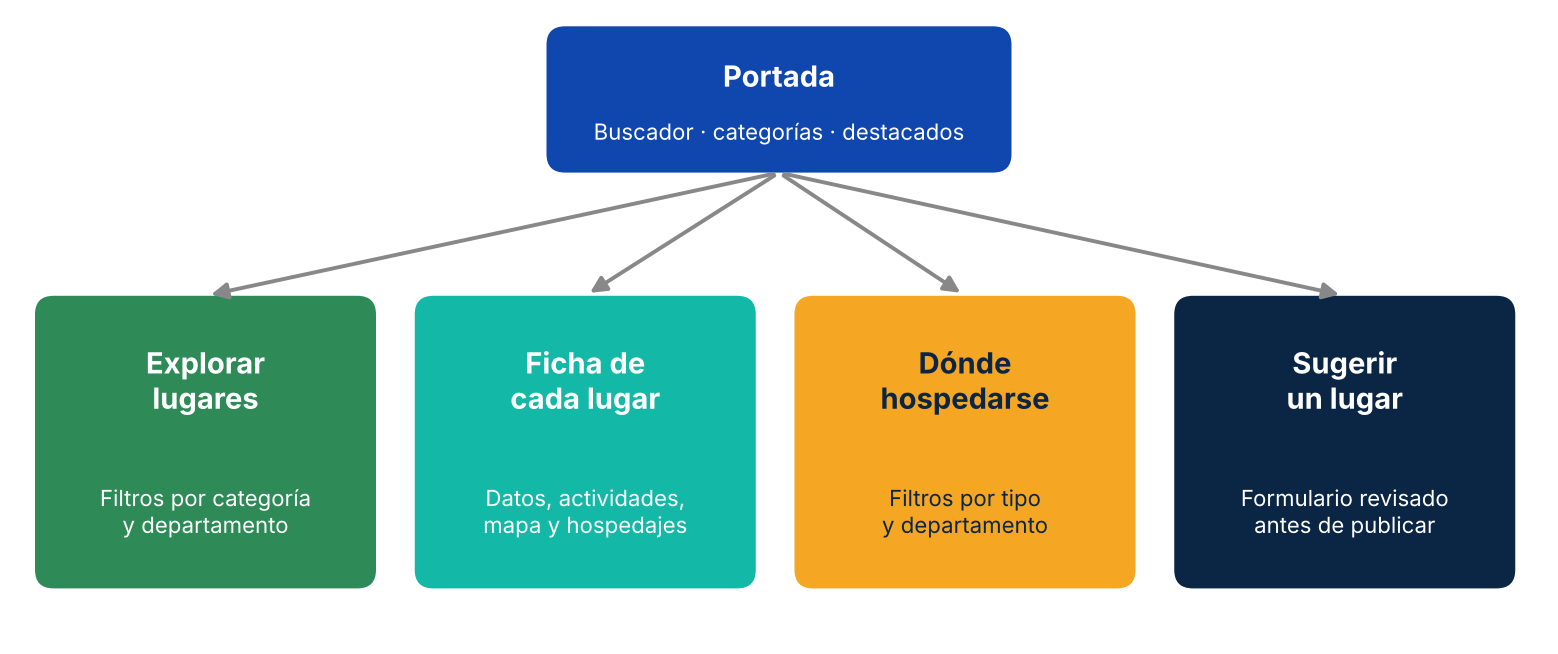 Portada
Buscador · categorías · destacados
Explorar
lugares
Filtros por categoría
y departamento
Ficha de
cada lugar
Datos, actividades,
mapa y hospedajes
Dónde
hospedarse
Filtros por tipo
y departamento
Sugerir
un lugar
Formulario revisado
antes de publicar